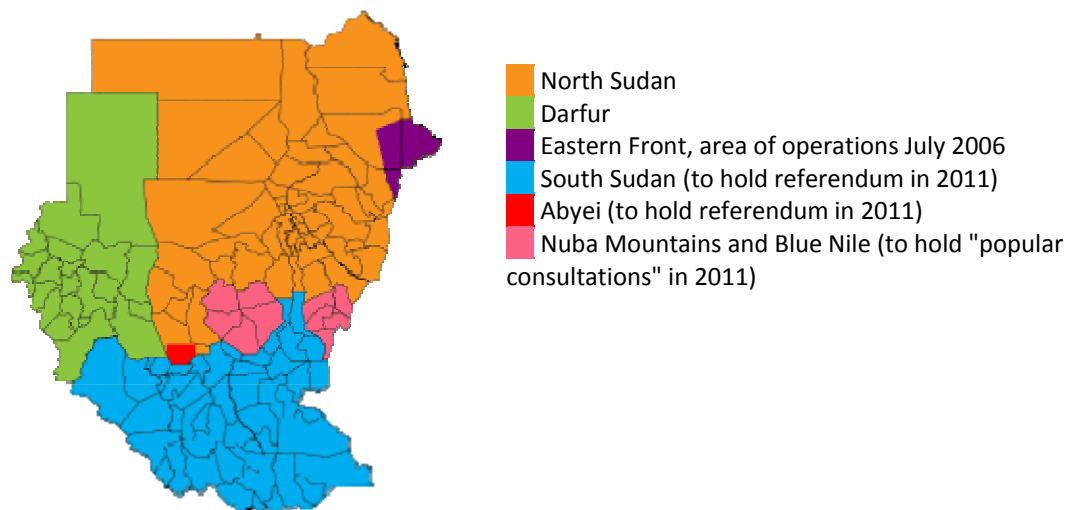 North Sudan
Darfur
Eastern Front, area of operations July 2006
South Sudan (to hold referendum in 2011)
Abyei (to hold referendum in 2011)
Nuba Mountains and Blue Nile (to hold "popular
consultations" in 2011)